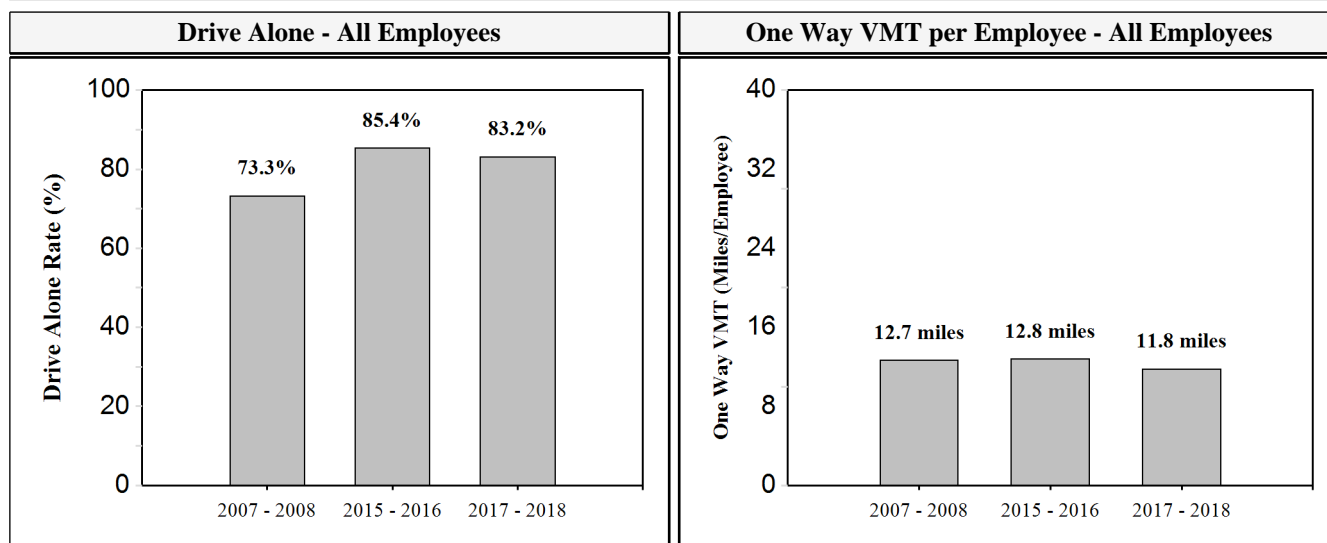 Drive Alone - All Employees
One Way VMT per Employee - All Employees
Drive Alone Rate (%)
100
80
60
40
20
0
73.3%
85.4%
83.2%
2007 - 2008
2015 - 2016
2017 - 2018
One Way VMT (Miles/Employee)
40
32
24
16
8
0
12.7 miles
12.8 miles
11.8 miles
2007 - 2008
2015 - 2016
2017 - 2018